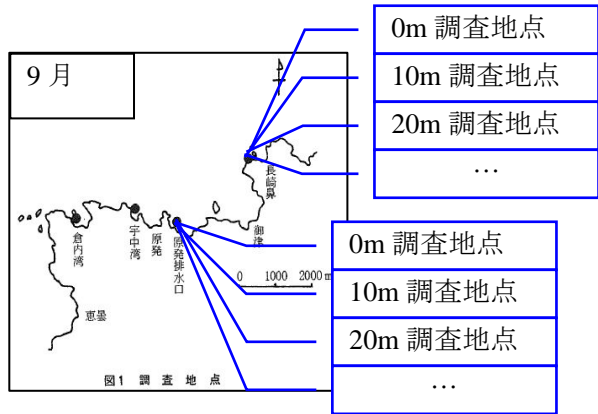 9 月
0m 調査地点
10m 調査地点
20m 調査地点
…
長崎鼻
御津
倉内湾
宇中湾
原発
原発排水口
恵曇
0 1000 2000 m
0m 調査地点
10m 調査地点
20m 調査地点
…
図1 調査地点